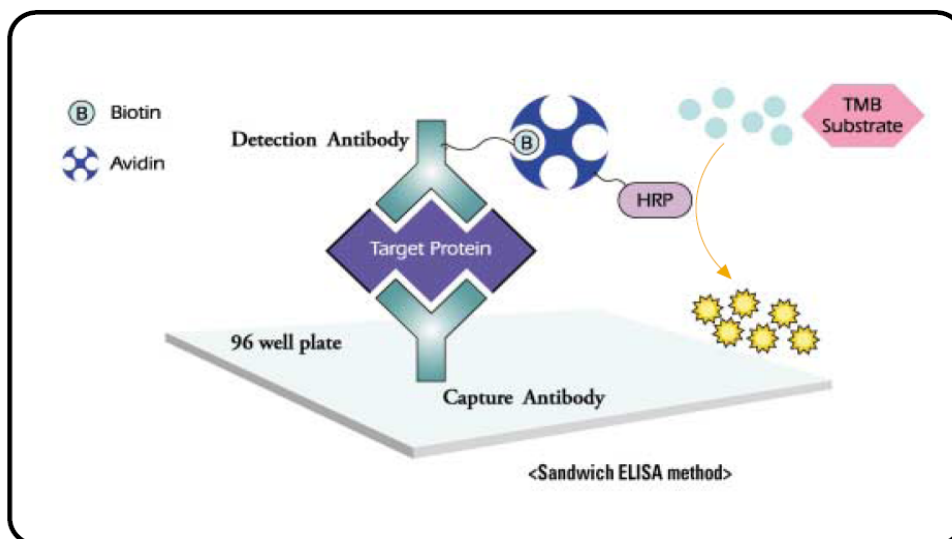 B
Biotin
Avidin
Detection Antibody
B
HRP
TMB
Substrate
Target Protein
96 well plate
Capture Antibody
<Sandwich ELISA method>